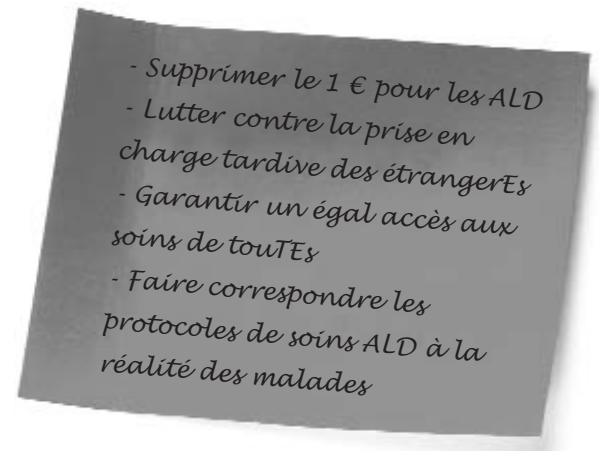 - Supprimer le 1 € pour les ALD
- Lutter contre la prise en
charge tardive des étrangerEs
- Garantir un égal accès aux
soins de touTEs
- Faire correspondre les
protocoles de soins ALD à la
réalité des malades